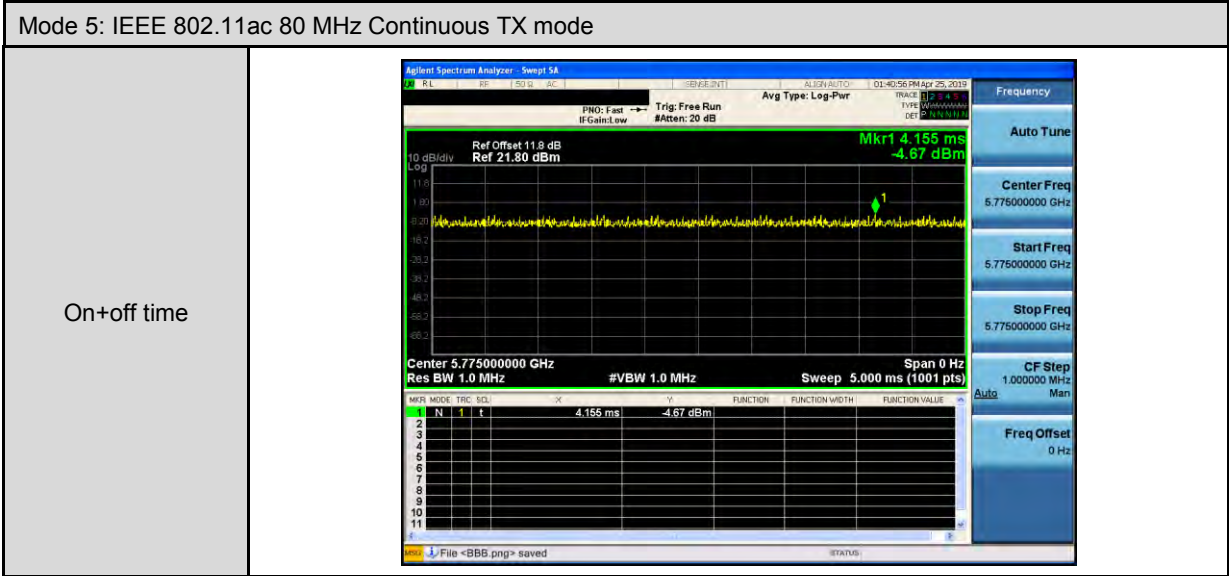 Mode 5: IEEE 802.11ac 80 MHz Continuous TX mode
On+off time
Agilent Spectrum Analyzer - Swept SA
RL RF 50 Ω AC SENSE:INT ALIGN AUTO 01:40:56 PM Apr 25, 2019
Avg Type: Log-Pwr
TRACE 1 2 3 4 5 6
TYPE
DET P N N N N N
PNO: Fast Trig: Free Run
IFGain:Low #Atten: 20 dB
Mkr1 4.155 ms
-4.67 dBm
Ref Offset 11.8 dB
10 dB/div Ref 21.80 dBm
Log
11.8
1.80
-8.20
-18.2
-28.2
-38.2
-48.2
-58.2
-68.2
1
Center 5.775000000 GHz Span 0 Hz
Res BW 1.0 MHz #VBW 1.0 MHz Sweep 5.000 ms (1001 pts)
MKR MODE TRC SCL X Y FUNCTION FUNCTION WIDTH FUNCTION VALUE
1 N 1 t 4.155 ms -4.67 dBm
2
3
4
5
6
7
8
9
10
11
MSG File <BBB.png> saved STATUS
Frequency
Auto Tune
Center Freq
5.775000000 GHz
Start Freq
5.775000000 GHz
Stop Freq
5.775000000 GHz
CF Step
1.000000 MHz
Auto Man
Freq Offset
0 Hz